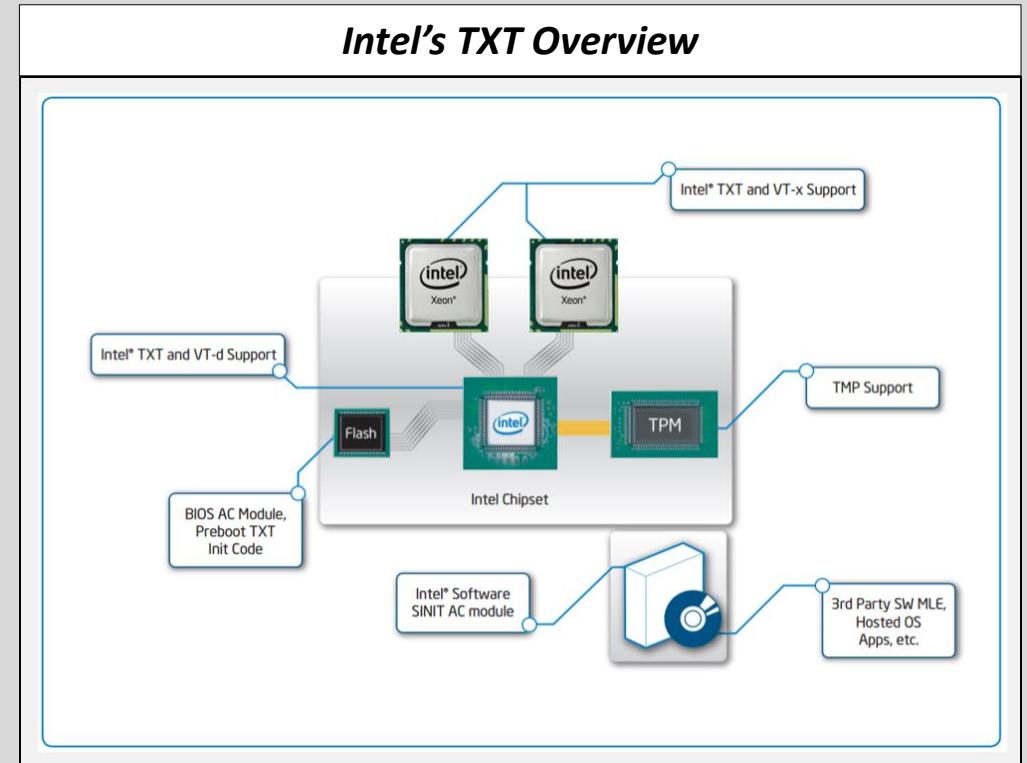 Intel’s TXT Overview
Intel® TXT and VT-x Support
intel
Xeon®
intel
Xeon®
Intel® TXT and VT-d Support
Flash
intel
TPM
TMP Support
Intel Chipset
BIOS AC Module,
Preboot TXT
Init Code
Intel® Software
SINIT AC module
3rd Party SW MLE,
Hosted OS
Apps, etc.